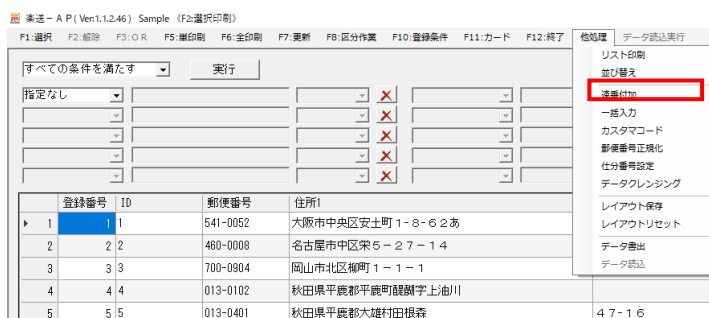 楽送－ＡＰ( Ver:1.1.2.46 ) Sample 《F2:選択印刷》
F1:選択 F2:解除 F3:ＯＲ F5:単印刷 F6:全印刷 F7:更新 F8:区分作業 F10:登録条件 F11:カード F12:終了 他処理 データ読込実行
リスト印刷
並び替え
連番付加
一括入力
カスタマコード
郵便番号正規化
仕分番号設定
データクレンジング
レイアウト保存
レイアウトリセット
データ書出
データ読込
すべての条件を満たす 実行
指定なし
登録番号 ID 郵便番号 住所1
1 1 1 541-0052 大阪市中央区安土町１-８-６２あ
2 2 2 460-0008 名古屋市中区栄５－２７－１４
3 3 3 700-0904 岡山市北区柳町１－１－１
4 4 4 013-0102 秋田県平鹿郡平鹿町醍醐字上油川
5 5 5 013-0401 秋田県平鹿郡大雄村田根森 ４７-１６